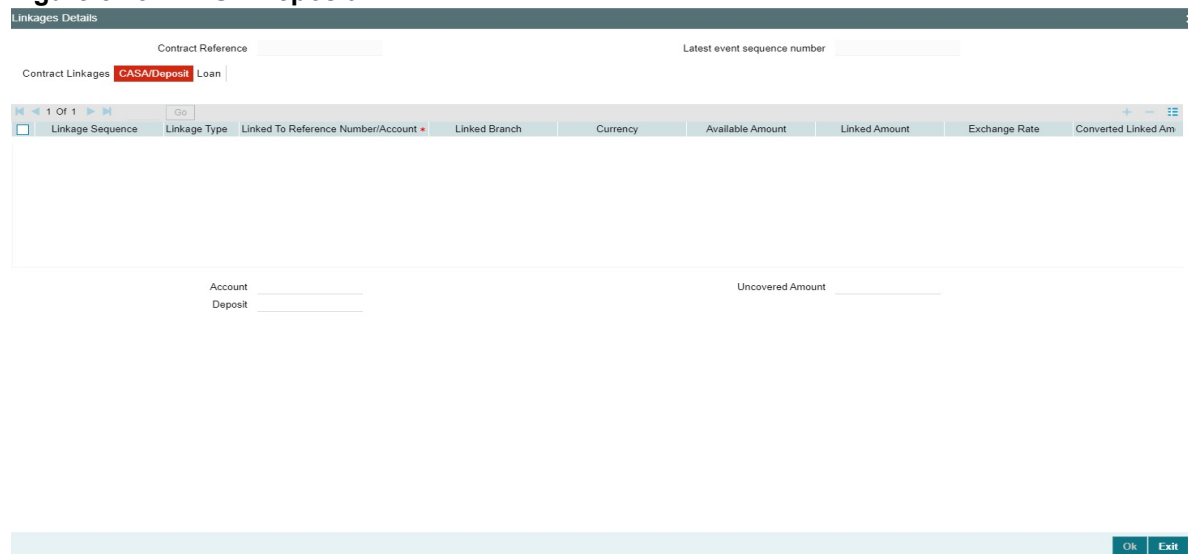 Linkages Details
Contract Reference
Latest event sequence number
Contract Linkages CASA/Deposit Loan
1 Of 1 Go
Linkage Sequence Linkage Type Linked To Reference Number/Account * Linked Branch Currency Available Amount Linked Amount Exchange Rate Converted Linked Am
Account Uncovered Amount
Deposit
Ok Exit